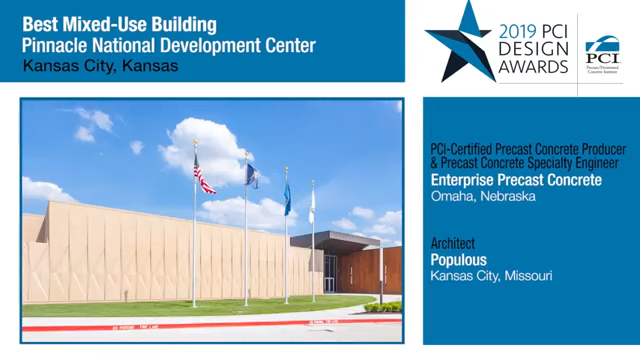 Best Mixed-Use Building
Pinnacle National Development Center
Kansas City, Kansas
2019 PCI
DESIGN
AWARDS
PCI
Precast/Prestressed
Concrete Institute
PCI-Certified Precast Concrete Producer
& Precast Concrete Specialty Engineer
Enterprise Precast Concrete
Omaha, Nebraska
Architect
Populous
Kansas City, Missouri
NO PARKING FIRE LANE